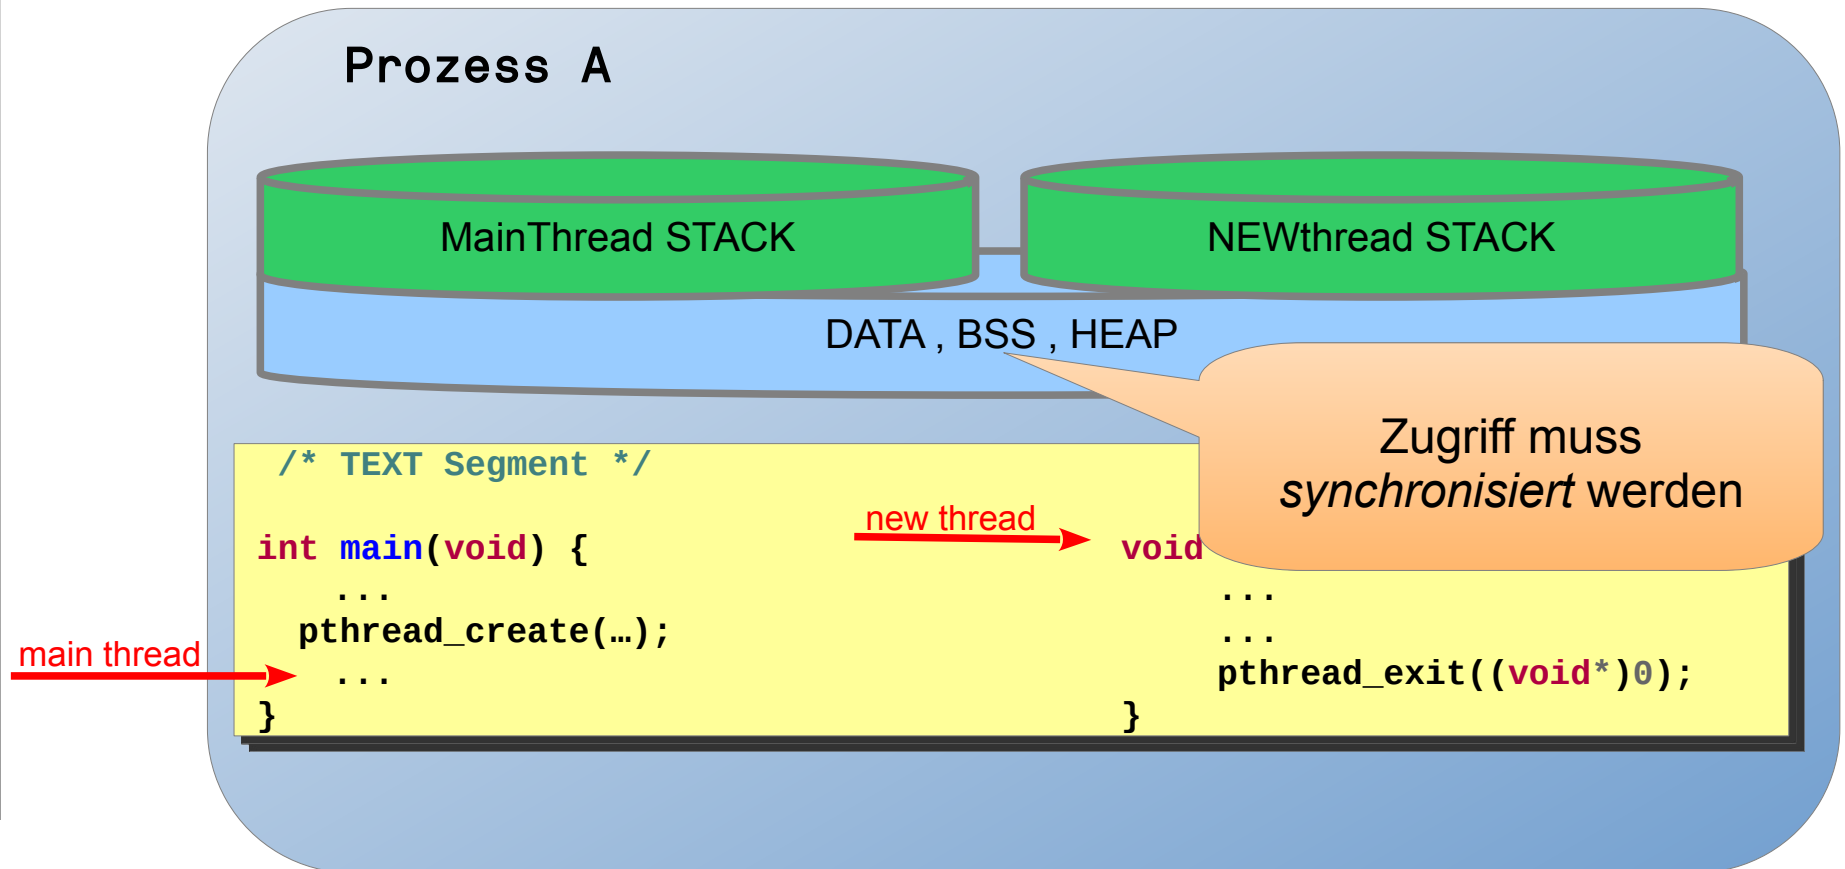 Prozess A
MainThread STACK
NEWthread STACK
DATA , BSS , HEAP
Zugriff muss
synchronisiert werden
/* TEXT Segment */
int main(void) {
...
pthread_create(…);
...
}
main thread
new thread
void
...
...
pthread_exit((void*)0);
}